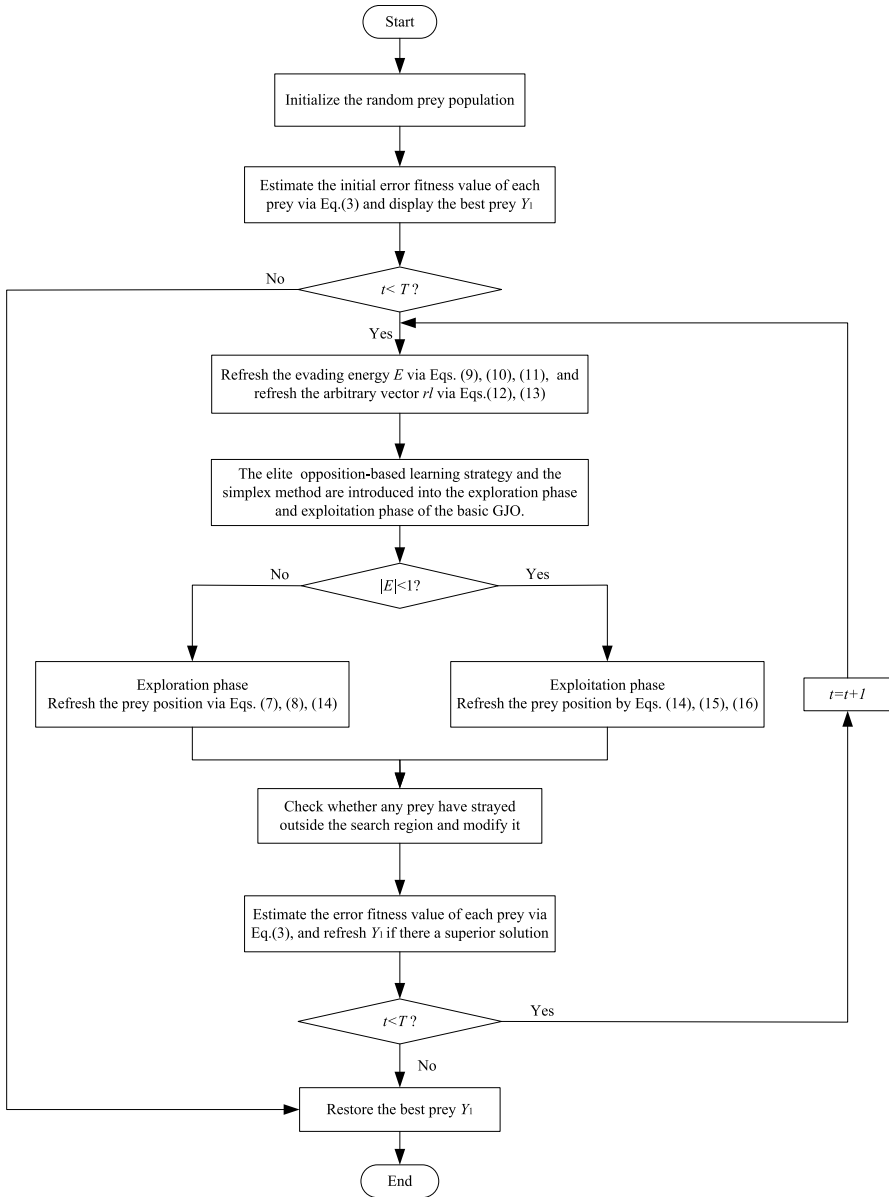 Start
Initialize the random prey population
Estimate the initial error fitness value of each
prey via Eq.(3) and display the best prey Y1
No
t< T ?
Yes
Refresh the evading energy E via Eqs. (9), (10), (11), and
refresh the arbitrary vector rl via Eqs.(12), (13)
The elite opposition-based learning strategy and the
simplex method are introduced into the exploration phase
and exploitation phase of the basic GJO.
No
|E|<1?
Yes
Exploration phase
Refresh the prey position via Eqs. (7), (8), (14)
Exploitation phase
Refresh the prey position by Eqs. (14), (15), (16)
t=t+1
Check whether any prey have strayed
outside the search region and modify it
Estimate the error fitness value of each prey via
Eq.(3), and refresh Y1 if there a superior solution
t<T ?
Yes
No
Restore the best prey Y1
End